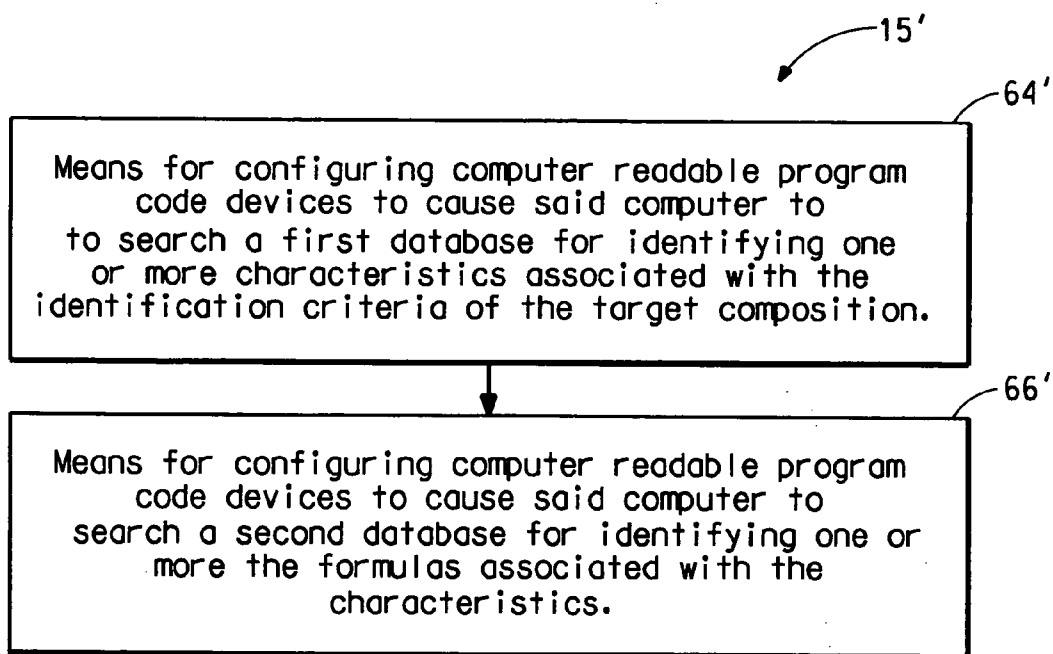 15'
64'
Means for configuring computer readable program
code devices to cause said computer to
to search a first database for identifying one
or more characteristics associated with the
identification criteria of the target composition.
66'
Means for configuring computer readable program
code devices to cause said computer to
search a second database for identifying one or
more the formulas associated with the
characteristics.